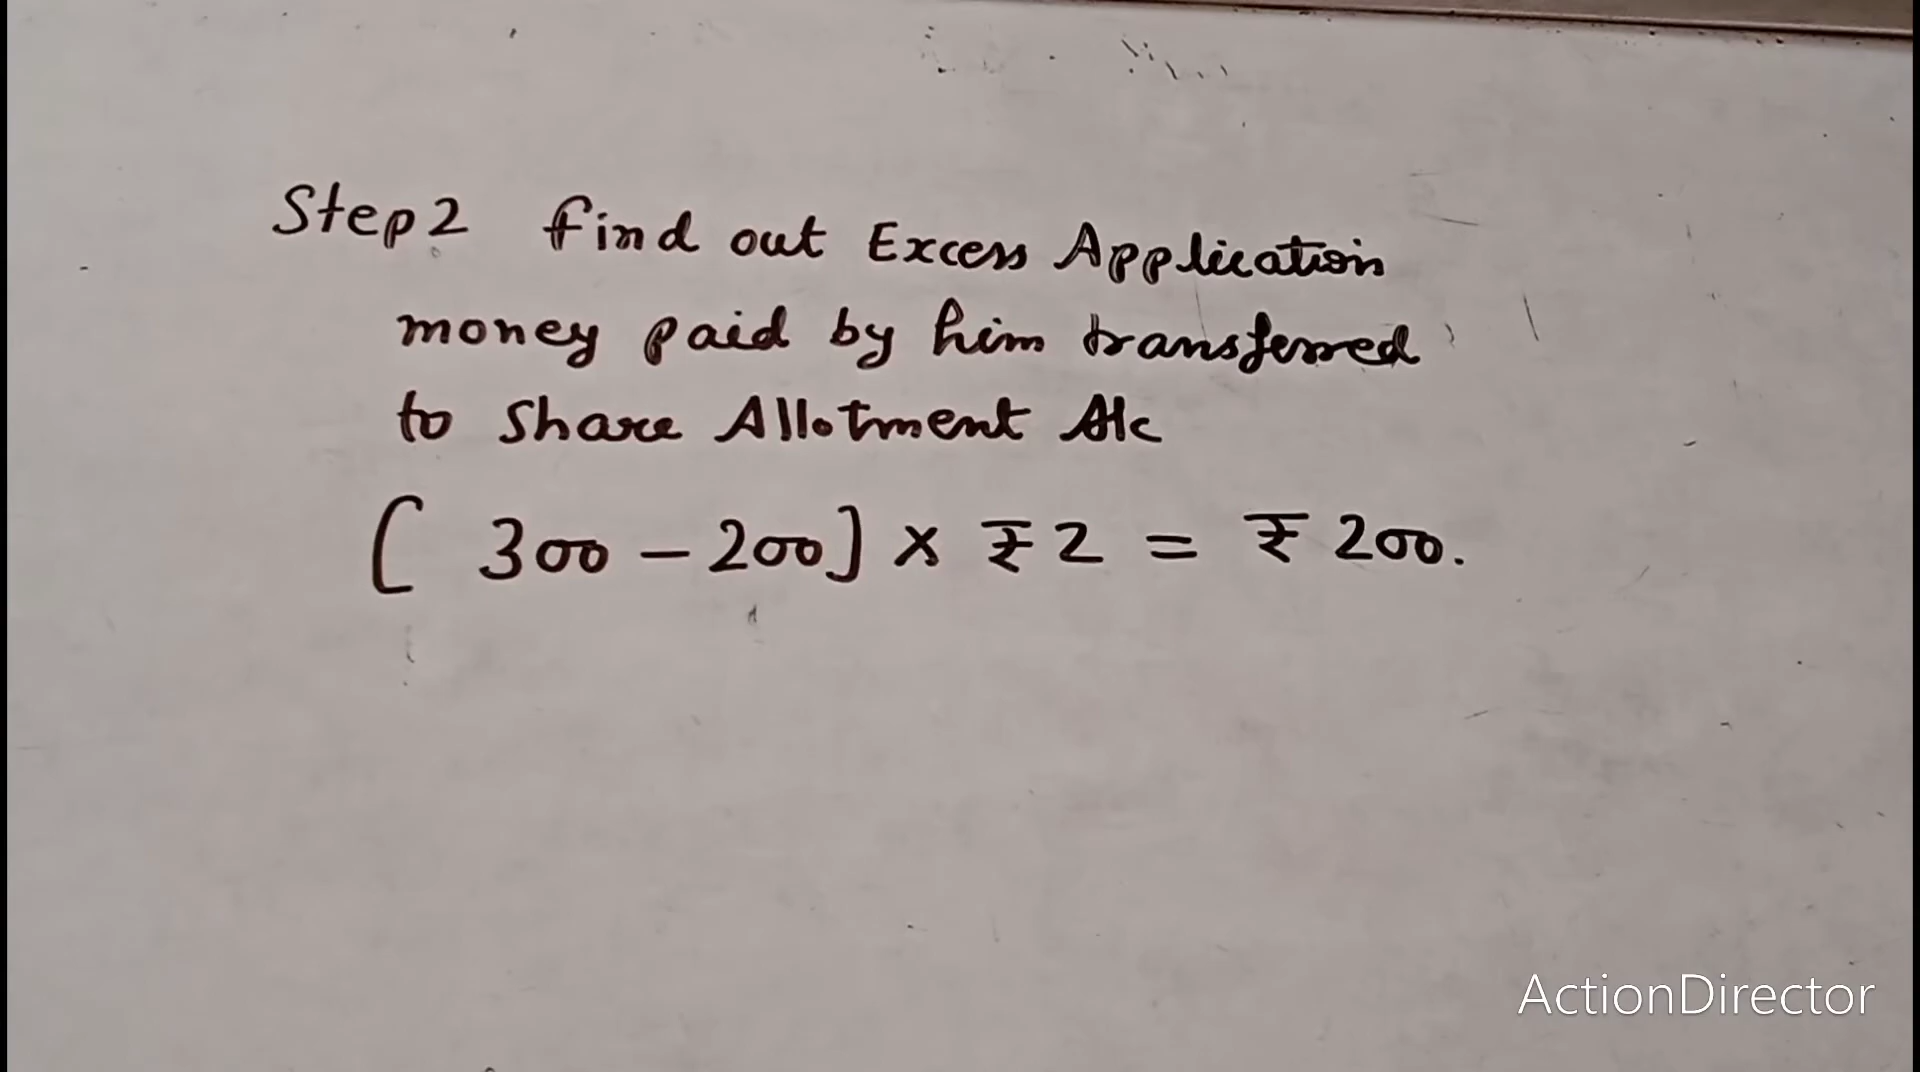 Step 2 find out Excess Application
money paid by him transferred
to Share Allotment A/c
[ 300 - 200] × ₹ 2 = ₹ 200.
ActionDirector